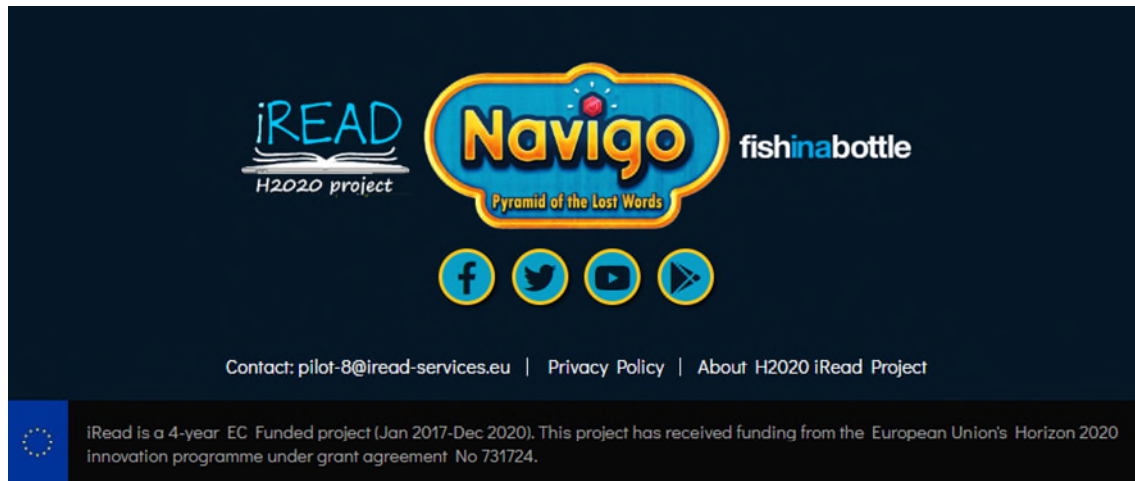 iREAD
H2020 project
Navigo
Pyramid of the Lost Words
fishinabottle
Contact: pilot-8@iread-services.eu | Privacy Policy | About H2020 iRead Project
iRead is a 4-year EC Funded project (Jan 2017-Dec 2020). This project has received funding from the European Union's Horizon 2020
innovation programme under grant agreement No 731724.